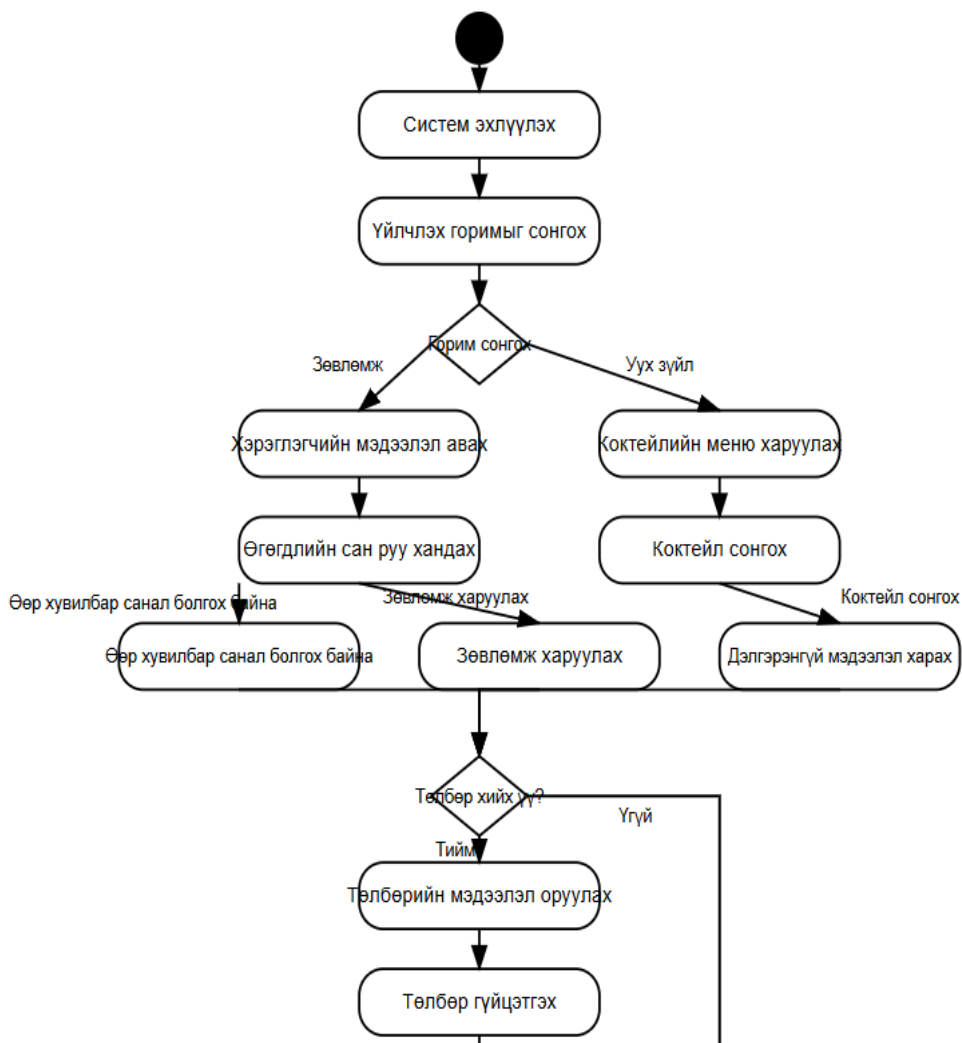 Систем эхлүүлэх
Үйлчлэх горимыг сонгох
Горим сонгох
Зөвлөмж
Уух зүйл
Хэрэглэгчийн мэдээлэл авах
Коктейлийн меню харуулах
Өгөгдлийн сан руу хандах
Коктейл сонгох
Өөр хувилбар санал болгох байна
Зөвлөмж харуулах
Коктейл сонгох
Өөр хувилбар санал болгох байна
Зөвлөмж харуулах
Дэлгэрэнгүй мэдээлэл харах
Төлбөр хийх үү?
Үгүй
Тийм
Төлбөрийн мэдээлэл оруулах
Төлбөр гүйцэтгэх